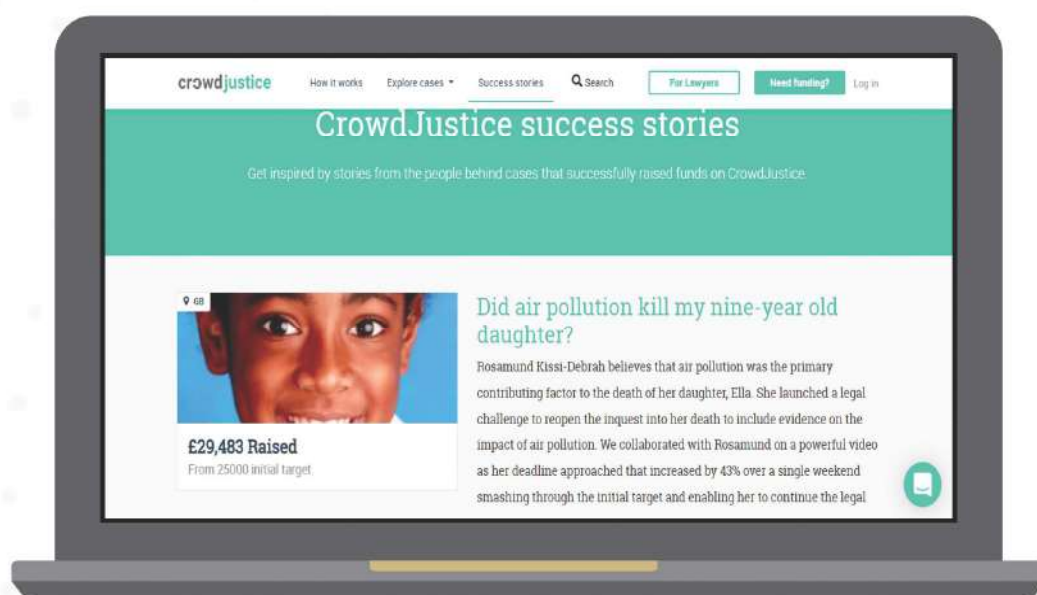 crowdjustice How it works Explore cases Success stories Search For Lawyers Need funding? Log in
CrowdJustice success stories
Get inspired by stories from the people behind cases that successfully raised funds on CrowdJustice.
GB
Did air pollution kill my nine-year old
daughter?
Rosamund Kissi-Debrah believes that air pollution was the primary
contributing factor to the death of her daughter, Ella. She launched a legal
challenge to reopen the inquest into her death to include evidence on the
impact of air pollution. We collaborated with Rosamund on a powerful video
as her deadline approached that increased by 43% over a single weekend
smashing through the initial target and enabling her to continue the legal
£29,483 Raised
From 25000 initial target.